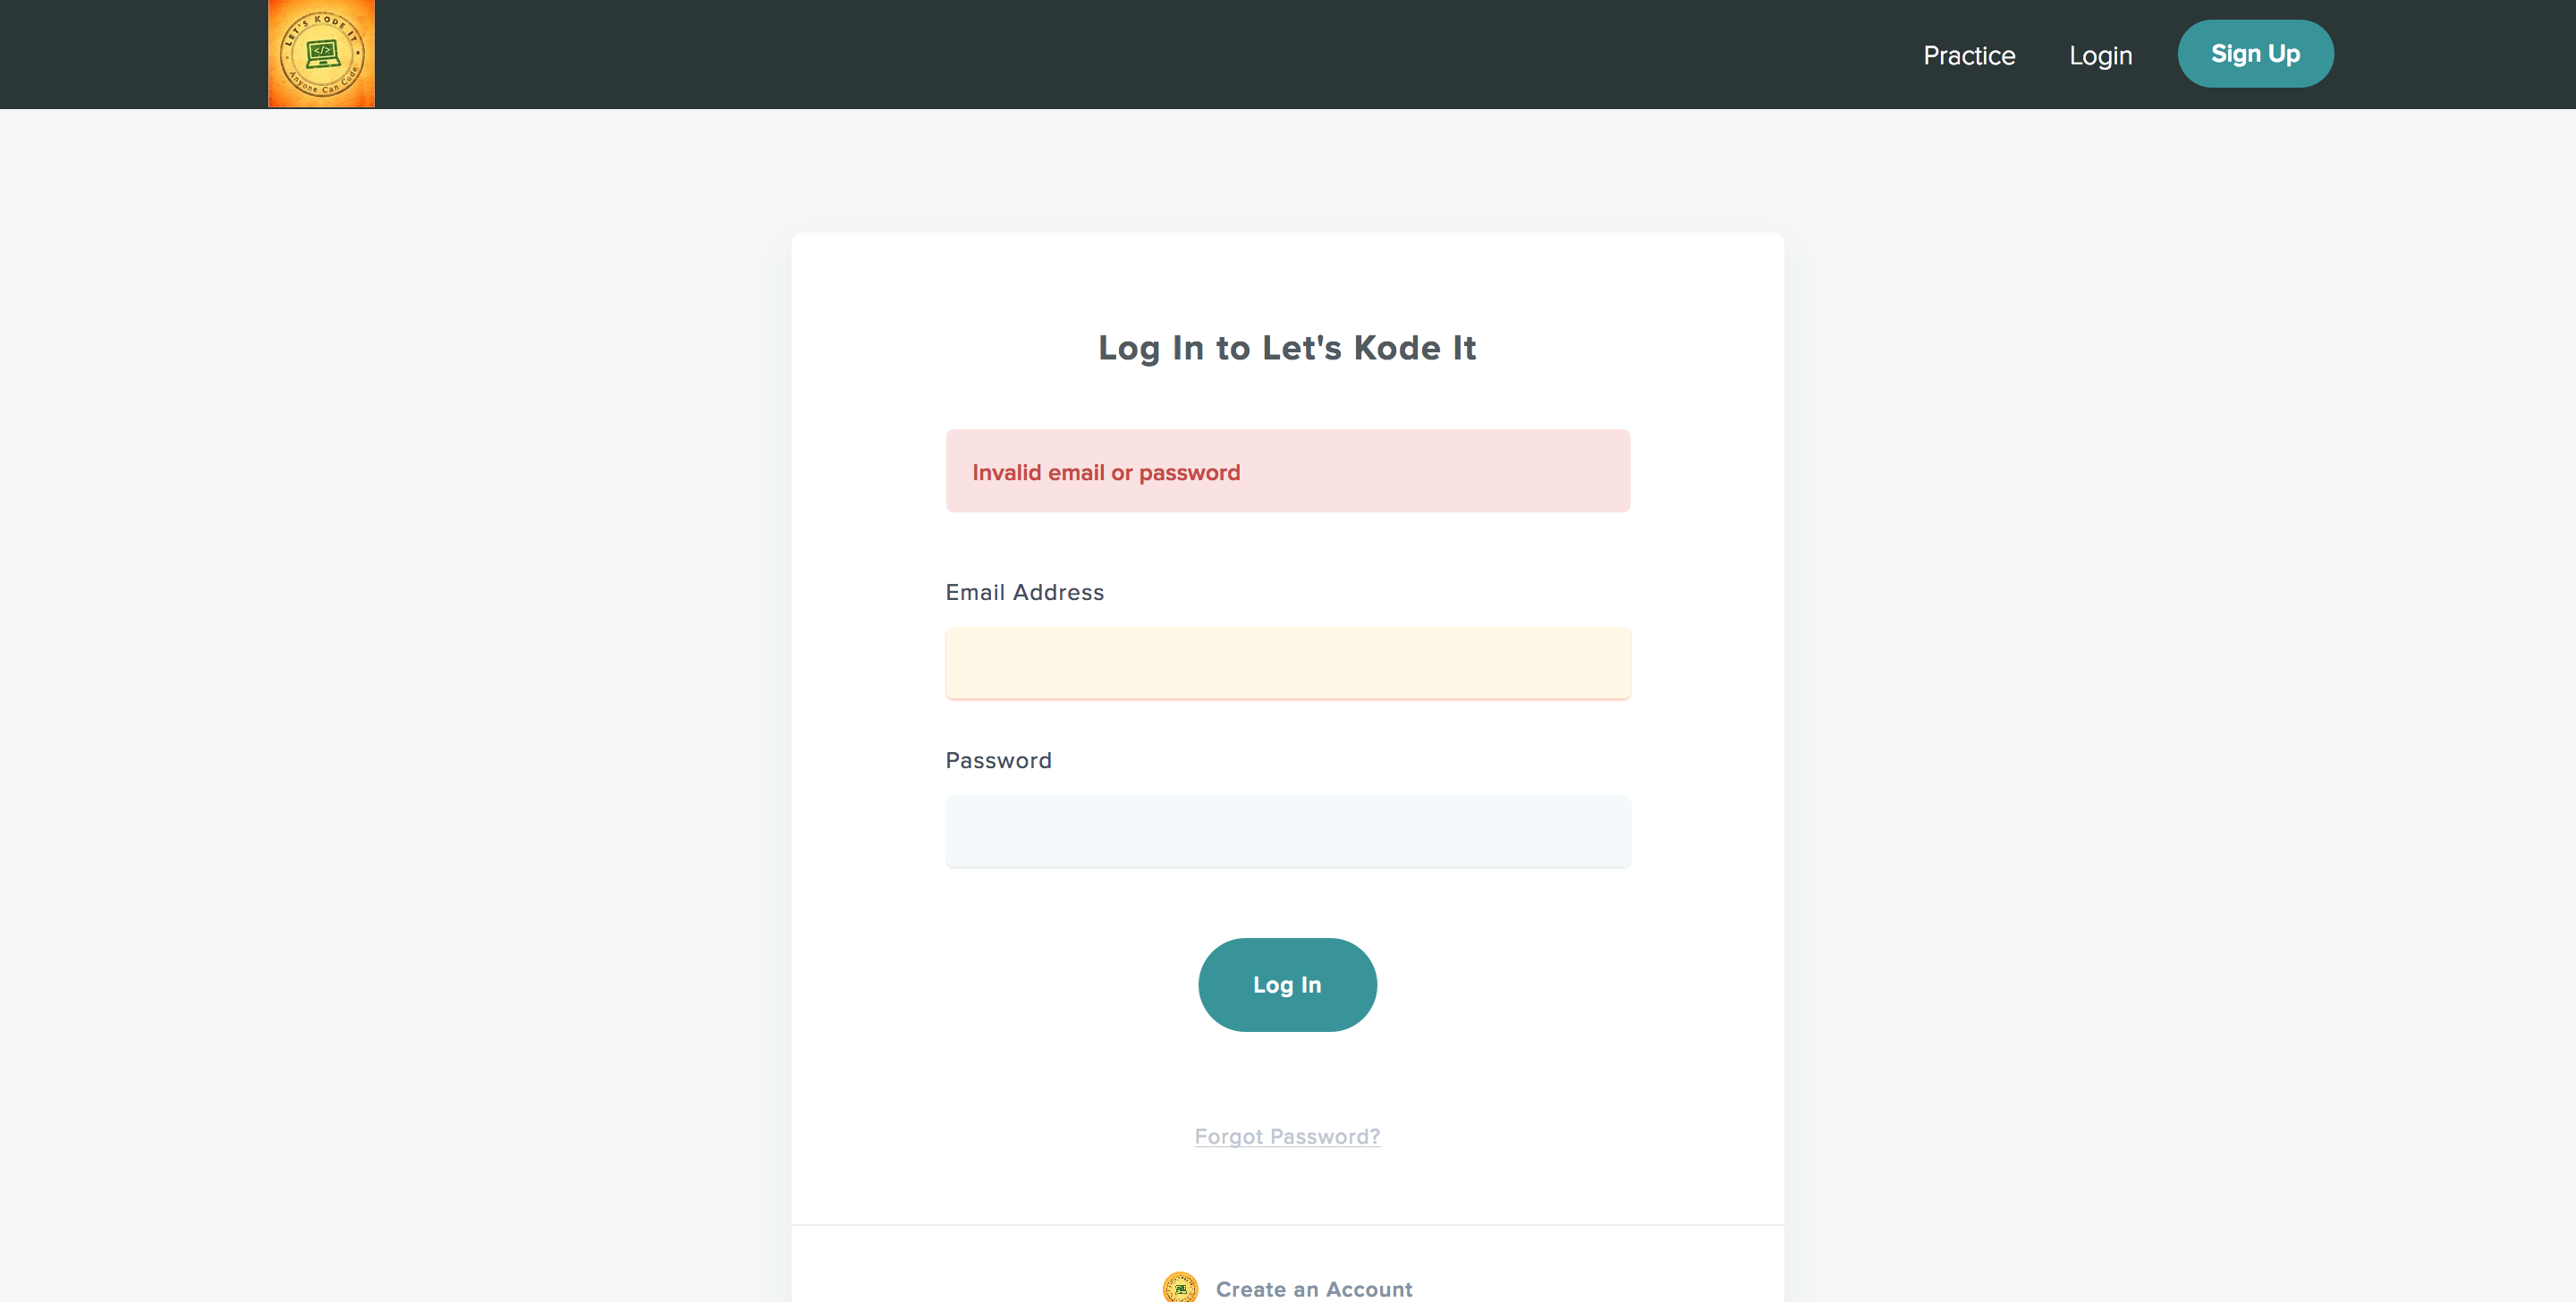 LET'S KODE IT
</>
Anyone Can Code
Practice
Login
Sign Up
Log In to Let's Kode It
Invalid email or password
Email Address
Password
Log In
Forgot Password?
Create an Account